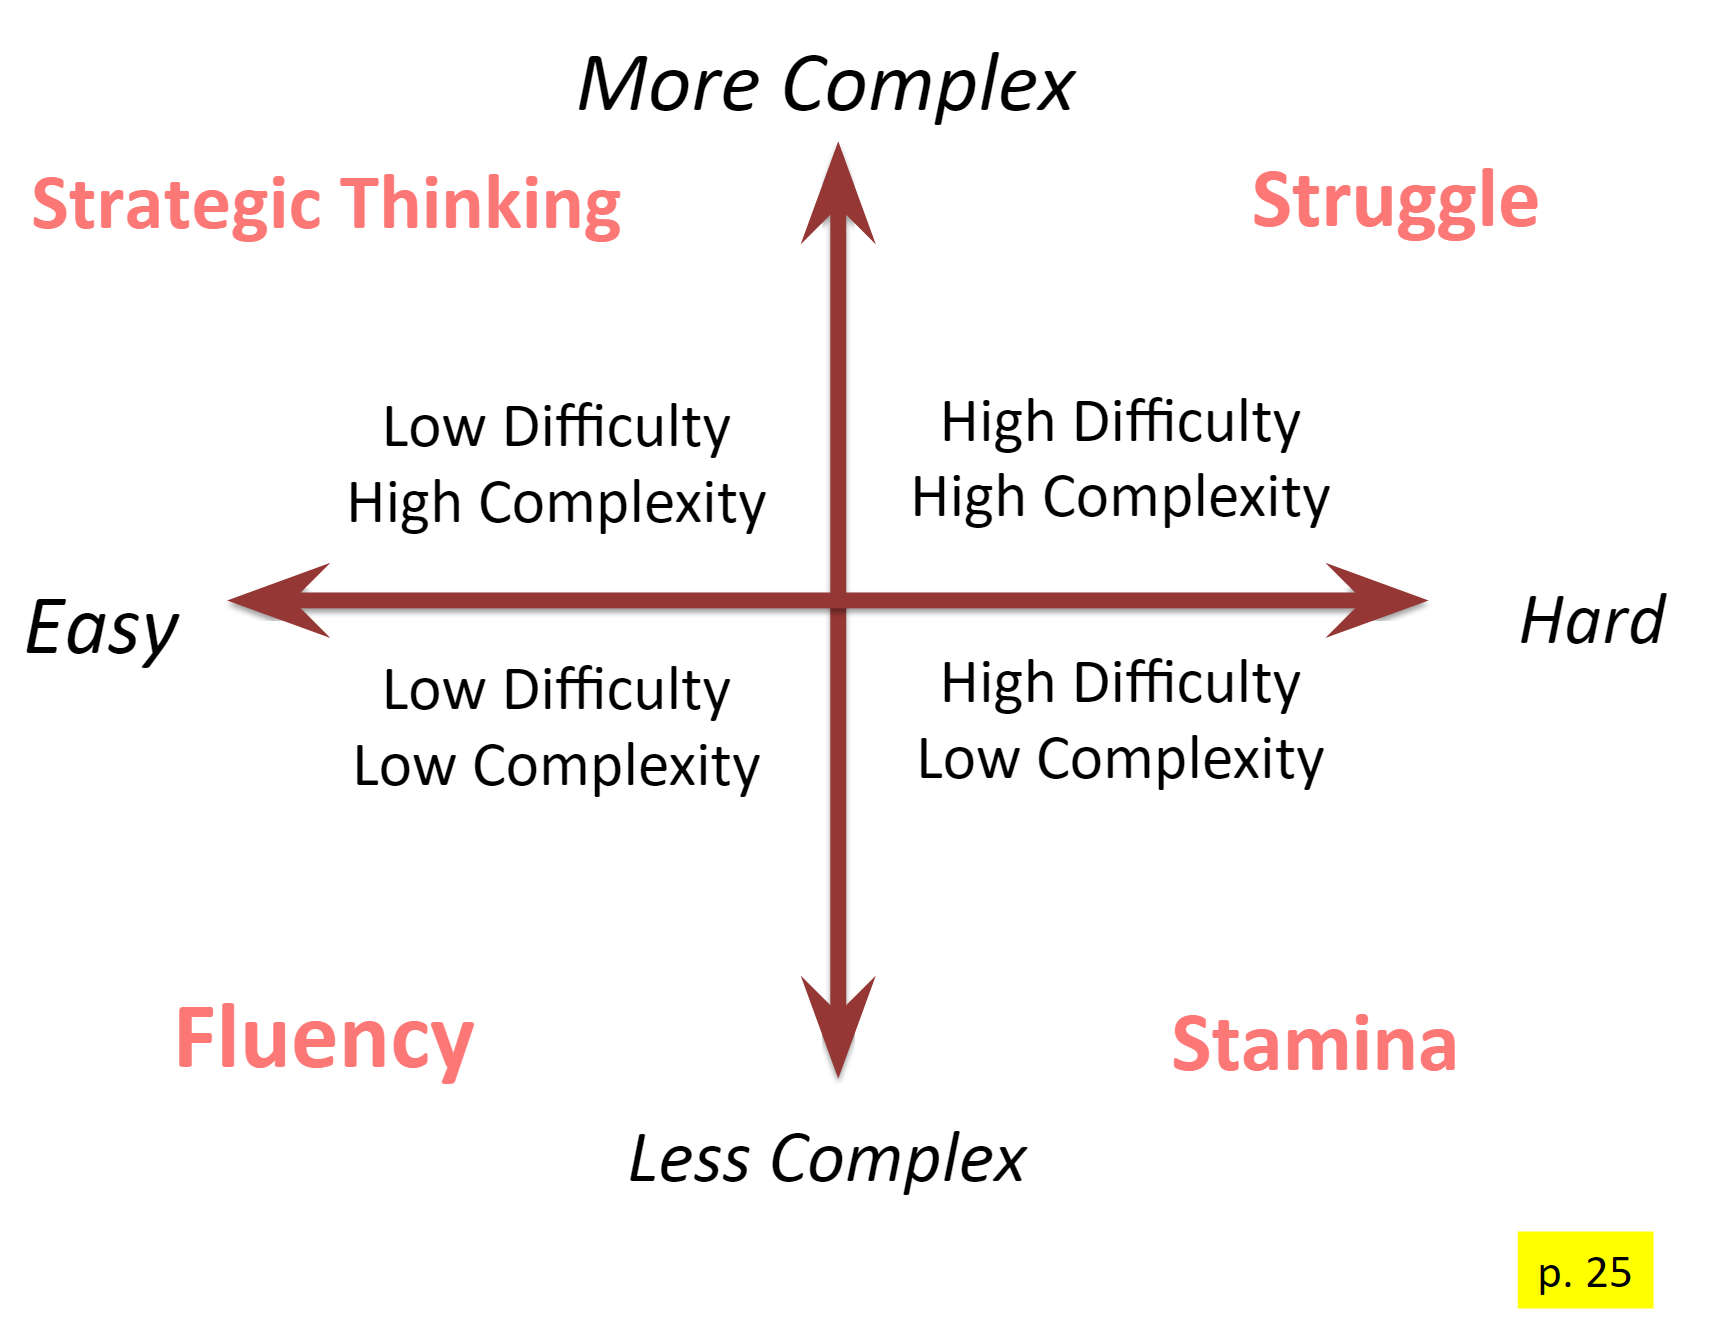 More Complex
Strategic Thinking
Struggle
Low Difficulty
High Complexity
High Difficulty
High Complexity
Easy
Hard
Low Difficulty
Low Complexity
High Difficulty
Low Complexity
Fluency
Stamina
Less Complex
p. 25